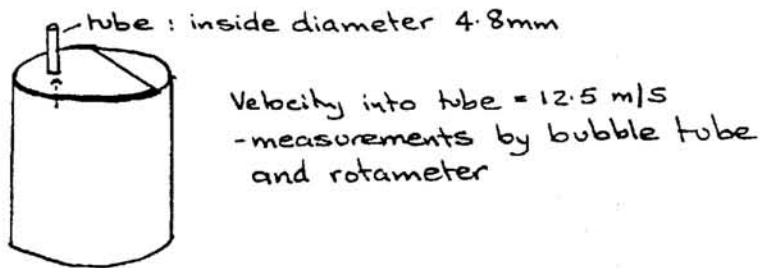 tube : inside diameter 4.8mm
Velocity into tube = 12.5 m/s
-measurements by bubble tube
and rotameter